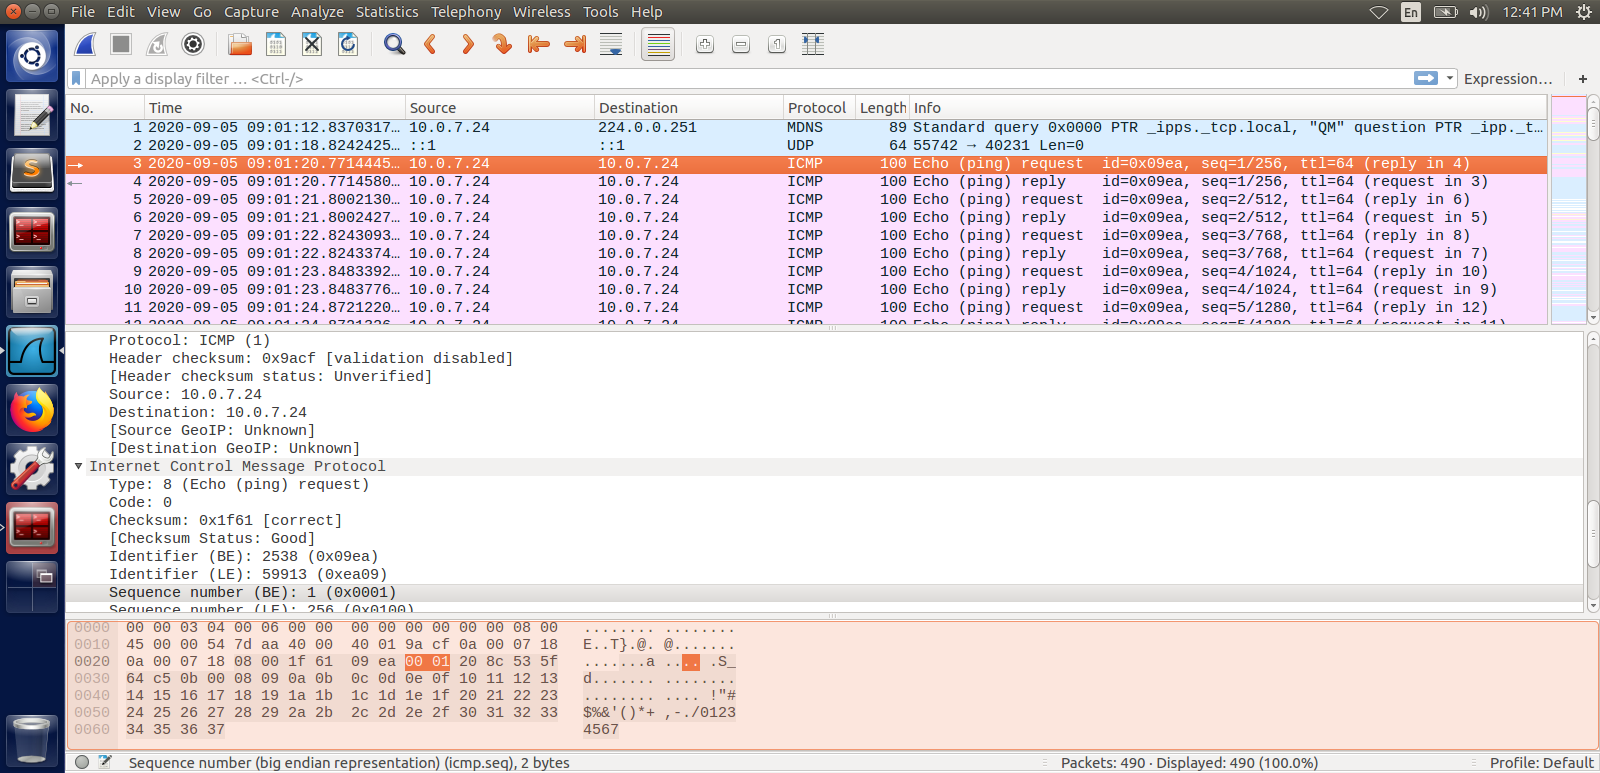 File Edit View Go Capture Analyze Statistics Telephony Wireless Tools Help En 12:41 PM
Apply a display filter … <Ctrl-/> Expression… +
No. Time Source Destination Protocol Length Info
1 2020-09-05 09:01:12.8370317… 10.0.7.24 224.0.0.251 MDNS 89 Standard query 0x0000 PTR _ipps._tcp.local, "QM" question PTR _ipp._t…
2 2020-09-05 09:01:18.8242425… ::1 ::1 UDP 64 55742 → 40231 Len=0
3 2020-09-05 09:01:20.7714445… 10.0.7.24 10.0.7.24 ICMP 100 Echo (ping) request id=0x09ea, seq=1/256, ttl=64 (reply in 4)
4 2020-09-05 09:01:20.7714580… 10.0.7.24 10.0.7.24 ICMP 100 Echo (ping) reply id=0x09ea, seq=1/256, ttl=64 (request in 3)
5 2020-09-05 09:01:21.8002130… 10.0.7.24 10.0.7.24 ICMP 100 Echo (ping) request id=0x09ea, seq=2/512, ttl=64 (reply in 6)
6 2020-09-05 09:01:21.8002427… 10.0.7.24 10.0.7.24 ICMP 100 Echo (ping) reply id=0x09ea, seq=2/512, ttl=64 (request in 5)
7 2020-09-05 09:01:22.8243093… 10.0.7.24 10.0.7.24 ICMP 100 Echo (ping) request id=0x09ea, seq=3/768, ttl=64 (reply in 8)
8 2020-09-05 09:01:22.8243374… 10.0.7.24 10.0.7.24 ICMP 100 Echo (ping) reply id=0x09ea, seq=3/768, ttl=64 (request in 7)
9 2020-09-05 09:01:23.8483392… 10.0.7.24 10.0.7.24 ICMP 100 Echo (ping) request id=0x09ea, seq=4/1024, ttl=64 (reply in 10)
10 2020-09-05 09:01:23.8483776… 10.0.7.24 10.0.7.24 ICMP 100 Echo (ping) reply id=0x09ea, seq=4/1024, ttl=64 (request in 9)
11 2020-09-05 09:01:24.8721220… 10.0.7.24 10.0.7.24 ICMP 100 Echo (ping) request id=0x09ea, seq=5/1280, ttl=64 (reply in 12)
Protocol: ICMP (1)
Header checksum: 0x9acf [validation disabled]
[Header checksum status: Unverified]
Source: 10.0.7.24
Destination: 10.0.7.24
[Source GeoIP: Unknown]
[Destination GeoIP: Unknown]
Internet Control Message Protocol
Type: 8 (Echo (ping) request)
Code: 0
Checksum: 0x1f61 [correct]
[Checksum Status: Good]
Identifier (BE): 2538 (0x09ea)
Identifier (LE): 59913 (0xea09)
Sequence number (BE): 1 (0x0001)
Sequence number (LE): 256 (0x0100)
0000 00 00 03 04 00 06 00 00 00 00 00 00 00 00 08 00 ........ ........
0010 45 00 00 54 7d aa 40 00 40 01 9a cf 0a 00 07 18 E..T}.@. @.......
0020 0a 00 07 18 08 00 1f 61 09 ea 00 01 20 8c 53 5f .......a .... .S_
0030 64 c5 0b 00 08 09 0a 0b 0c 0d 0e 0f 10 11 12 13 d....... ........
0040 14 15 16 17 18 19 1a 1b 1c 1d 1e 1f 20 21 22 23 ........ .... !"#
0050 24 25 26 27 28 29 2a 2b 2c 2d 2e 2f 30 31 32 33 $%&'()*+ ,-./0123
0060 34 35 36 37 4567
Sequence number (big endian representation) (icmp.seq), 2 bytes Packets: 490 · Displayed: 490 (100.0%) Profile: Default